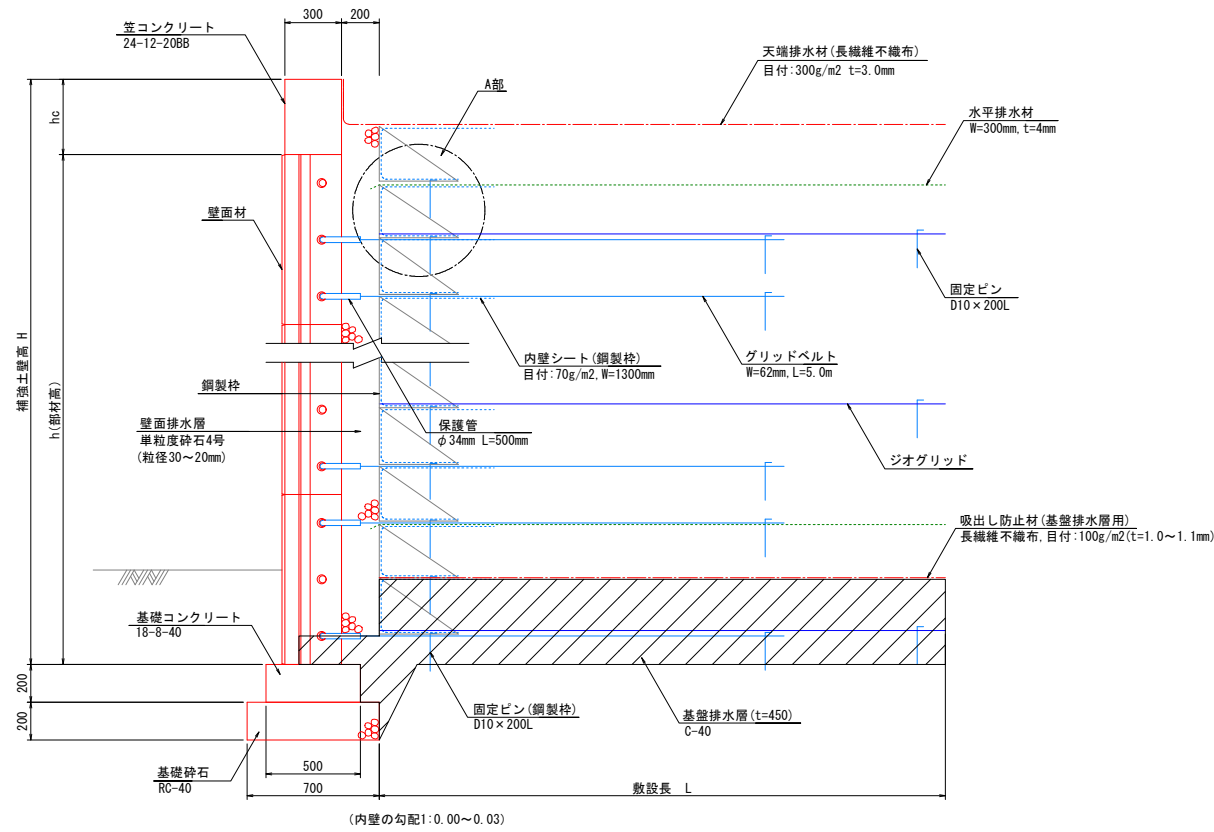 300
200
笠コンクリート
24-12-20BB
天端排水材(長繊維不織布)
目付:300g/m2 t=3.0mm
A部
水平排水材
W=300mm, t=4mm
hc
壁面材
固定ピン
D10×200L
補強土壁高 H
h(部材高)
内壁シート(鋼製枠)
目付:70g/m2, W=1300mm
グリッドベルト
W=62mm, L=5.0m
鋼製枠
壁面排水層
単粒度砕石4号
(粒径30～20mm)
保護管
φ34mm L=500mm
ジオグリッド
吸出し防止材(基盤排水層用)
長繊維不織布, 目付:100g/m2(t=1.0～1.1mm)
基礎コンクリート
18-8-40
200
200
固定ピン(鋼製枠)
D10×200L
基盤排水層(t=450)
C-40
基礎砕石
RC-40
500
700
敷設長 L
(内壁の勾配1:0.00～0.03)